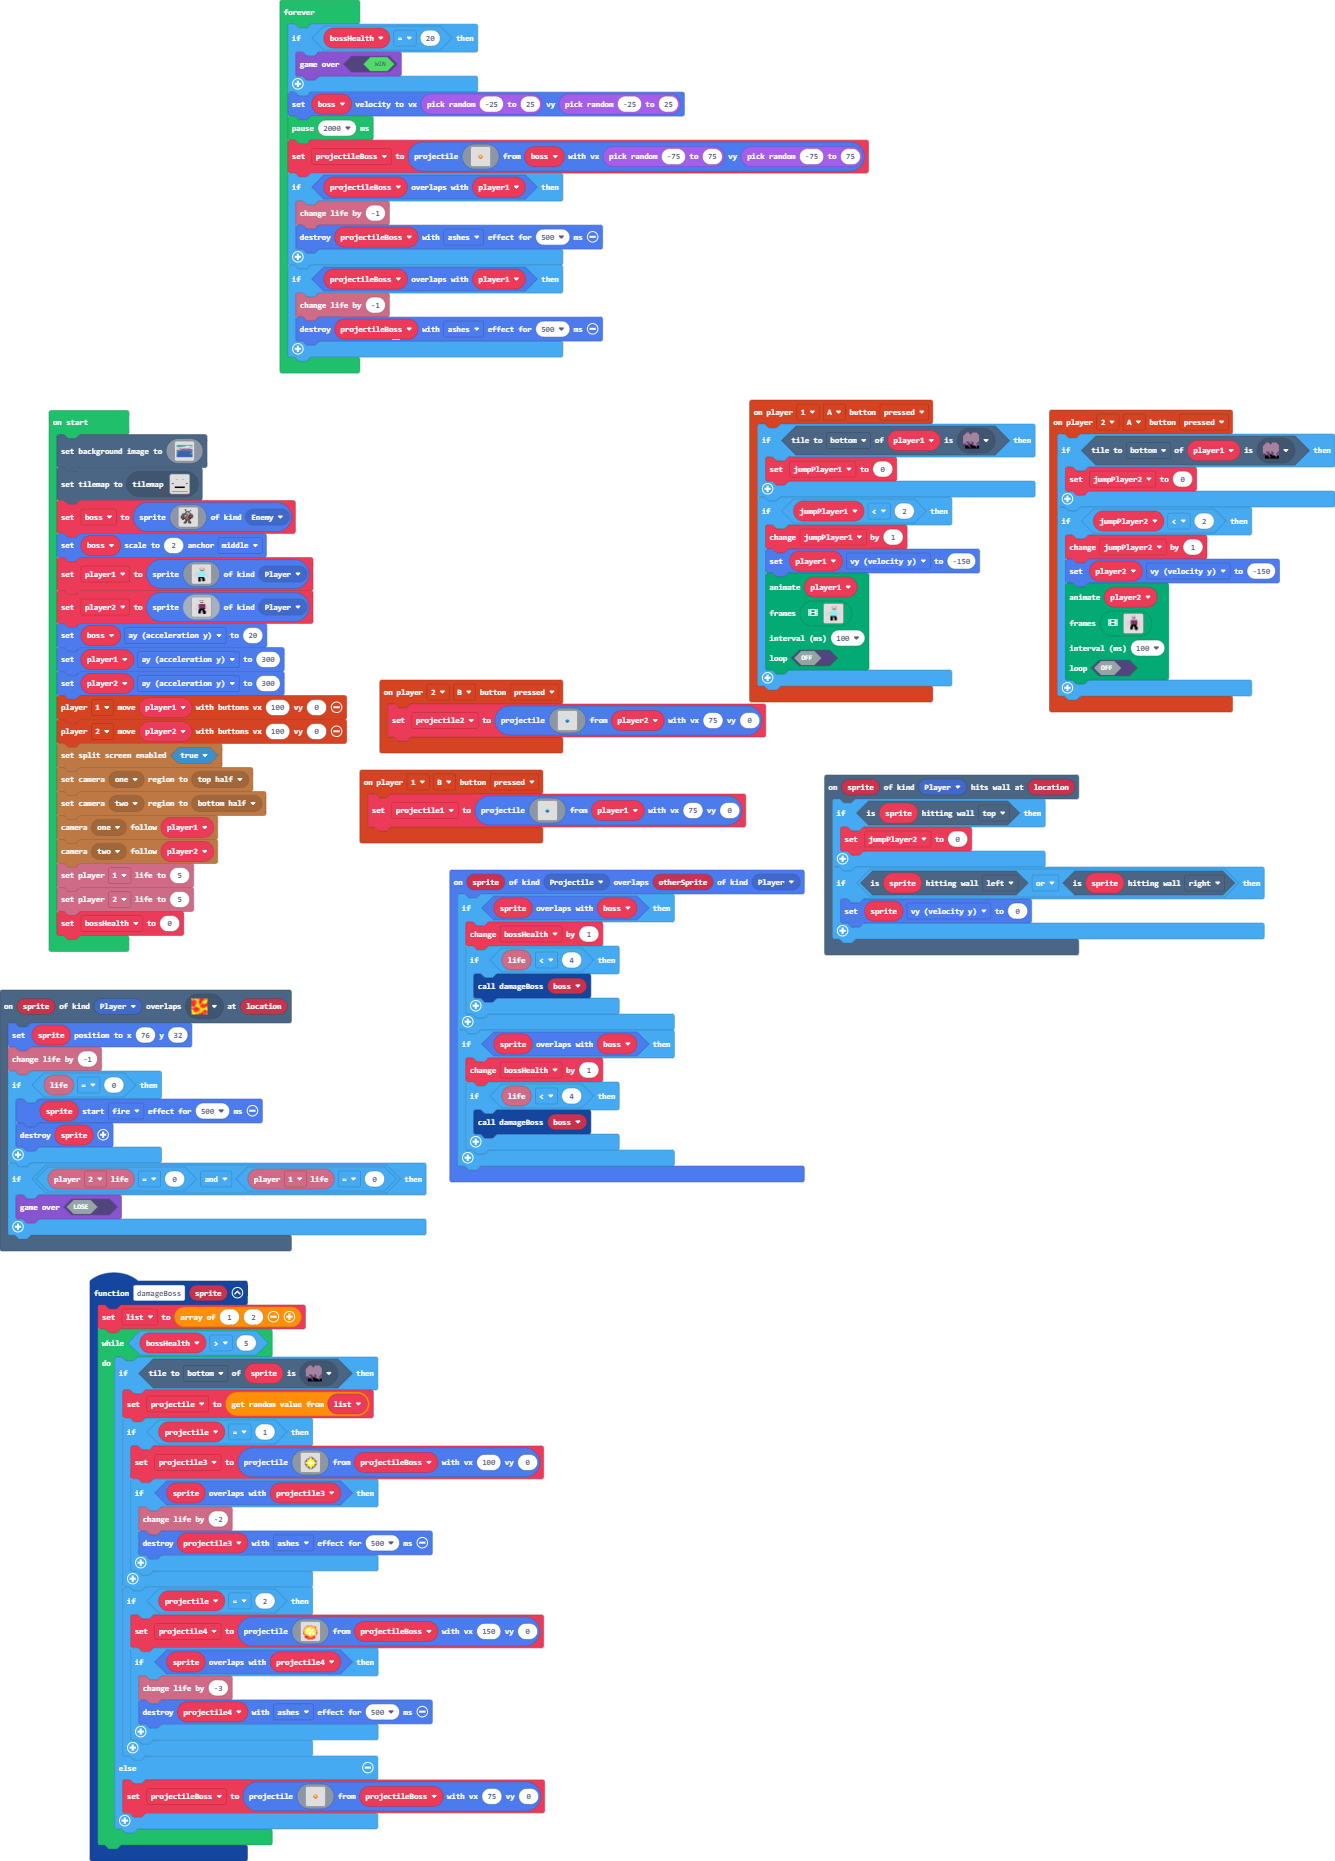 forever
if bossHealth = 20 then
game over WIN
set boss velocity to vx pick random -25 to 25 vy pick random -25 to 25
pause 2000 ms
set projectileBoss to projectile from boss with vx pick random -75 to 75 vy pick random -75 to 75
if projectileBoss overlaps with player1 then
change life by -1
destroy projectileBoss with ashes effect for 500 ms
if projectileBoss overlaps with player1 then
change life by -1
destroy projectileBoss with ashes effect for 500 ms
on start
set background image to
set tilemap to tilemap
set boss to sprite of kind Enemy
set boss scale to 2 anchor middle
set player1 to sprite of kind Player
set player2 to sprite of kind Player
set boss ay (acceleration y) to 20
set player1 ay (acceleration y) to 300
set player2 ay (acceleration y) to 300
player 1 move player1 with buttons vx 100 vy 0
player 2 move player2 with buttons vx 100 vy 0
set split screen enabled true
set camera one region to top half
set camera two region to bottom half
camera one follow player1
camera two follow player2
set player 1 life to 5
set player 2 life to 5
set bossHealth to 0
on player 1 A button pressed
if tile to bottom of player1 is then
set jumpPlayer1 to 0
if jumpPlayer1 < 2 then
change jumpPlayer1 by 1
set player1 vy (velocity y) to -150
animate player1
frames
interval (ms) 100
loop OFF
on player 2 A button pressed
if tile to bottom of player1 is then
set jumpPlayer2 to 0
if jumpPlayer2 < 2 then
change jumpPlayer2 by 1
set player2 vy (velocity y) to -150
animate player2
frames
interval (ms) 100
loop OFF
on player 2 B button pressed
set projectile2 to projectile from player2 with vx 75 vy 0
on player 1 B button pressed
set projectile1 to projectile from player1 with vx 75 vy 0
on sprite of kind Player hits wall at location
if is sprite hitting wall top then
set jumpPlayer2 to 0
if is sprite hitting wall left or is sprite hitting wall right then
set sprite vy (velocity y) to 0
on sprite of kind Projectile overlaps otherSprite of kind Player
if sprite overlaps with boss then
change bossHealth by 1
if life < 4 then
call damageBoss boss
if sprite overlaps with boss then
change bossHealth by 1
if life < 4 then
call damageBoss boss
on sprite of kind Player overlaps at location
set sprite position to x 76 y 32
change life by -1
if life = 0 then
sprite start fire effect for 500 ms
destroy sprite
if player 2 life = 0 and player 1 life = 0 then
game over LOSE
function damageBoss sprite
set list to array of 1 2
while bossHealth > 5
do
if tile to bottom of sprite is then
set projectile to get random value from list
if projectile = 1 then
set projectile3 to projectile from projectileBoss with vx 100 vy 0
if sprite overlaps with projectile3 then
change life by -2
destroy projectile3 with ashes effect for 500 ms
if projectile = 2 then
set projectile4 to projectile from projectileBoss with vx 150 vy 0
if sprite overlaps with projectile4 then
change life by -3
destroy projectile4 with ashes effect for 500 ms
else
set projectileBoss to projectile from projectileBoss with vx 75 vy 0